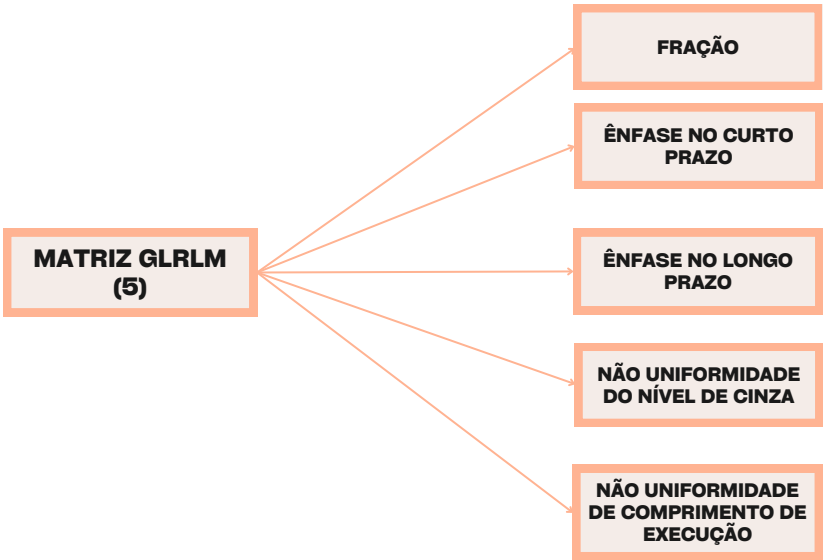 FRAÇÃO
ÊNFASE NO CURTO
PRAZO
MATRIZ GLRLM
(5)
ÊNFASE NO LONGO
PRAZO
NÃO UNIFORMIDADE
DO NÍVEL DE CINZA
NÃO UNIFORMIDADE
DE COMPRIMENTO DE
EXECUÇÃO